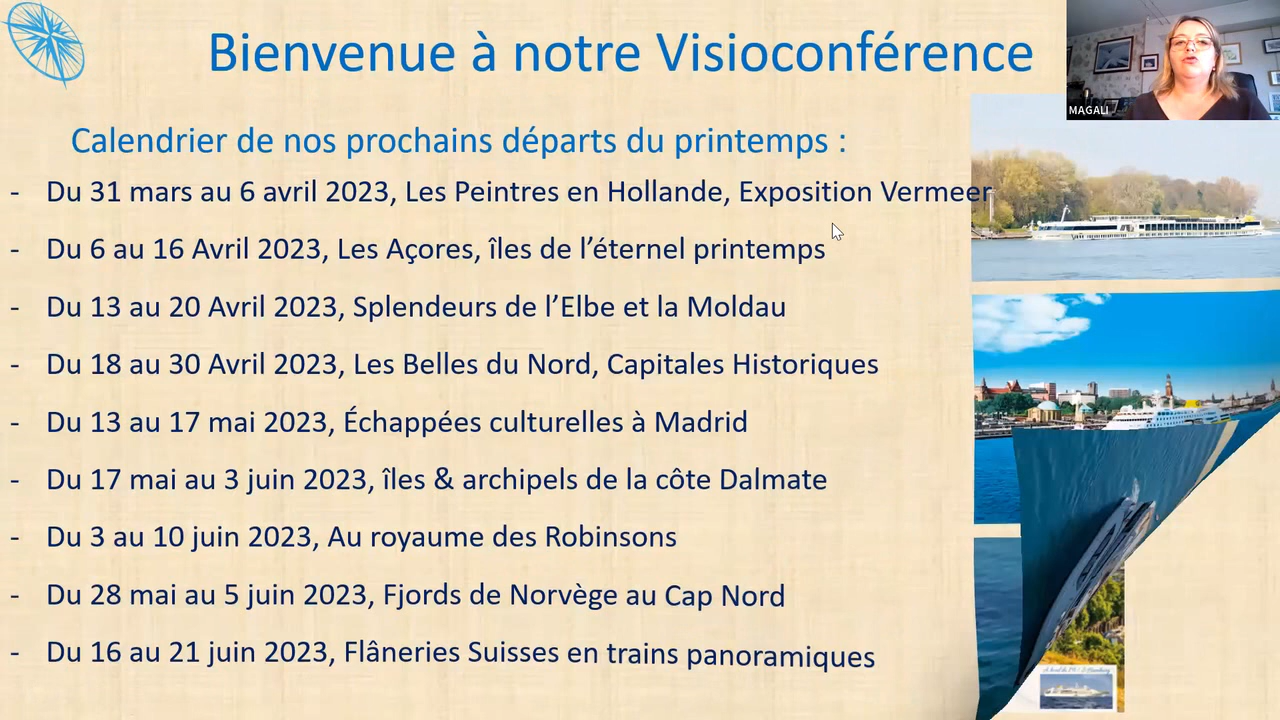 Bienvenue à notre Visioconférence
MAGALI
Calendrier de nos prochains départs du printemps :
- Du 31 mars au 6 avril 2023, Les Peintres en Hollande, Exposition Vermeer
- Du 6 au 16 Avril 2023, Les Açores, îles de l’éternel printemps
- Du 13 au 20 Avril 2023, Splendeurs de l’Elbe et la Moldau
- Du 18 au 30 Avril 2023, Les Belles du Nord, Capitales Historiques
- Du 13 au 17 mai 2023, Échappées culturelles à Madrid
- Du 17 mai au 3 juin 2023, îles & archipels de la côte Dalmate
- Du 3 au 10 juin 2023, Au royaume des Robinsons
- Du 28 mai au 5 juin 2023, Fjords de Norvège au Cap Nord
- Du 16 au 21 juin 2023, Flâneries Suisses en trains panoramiques